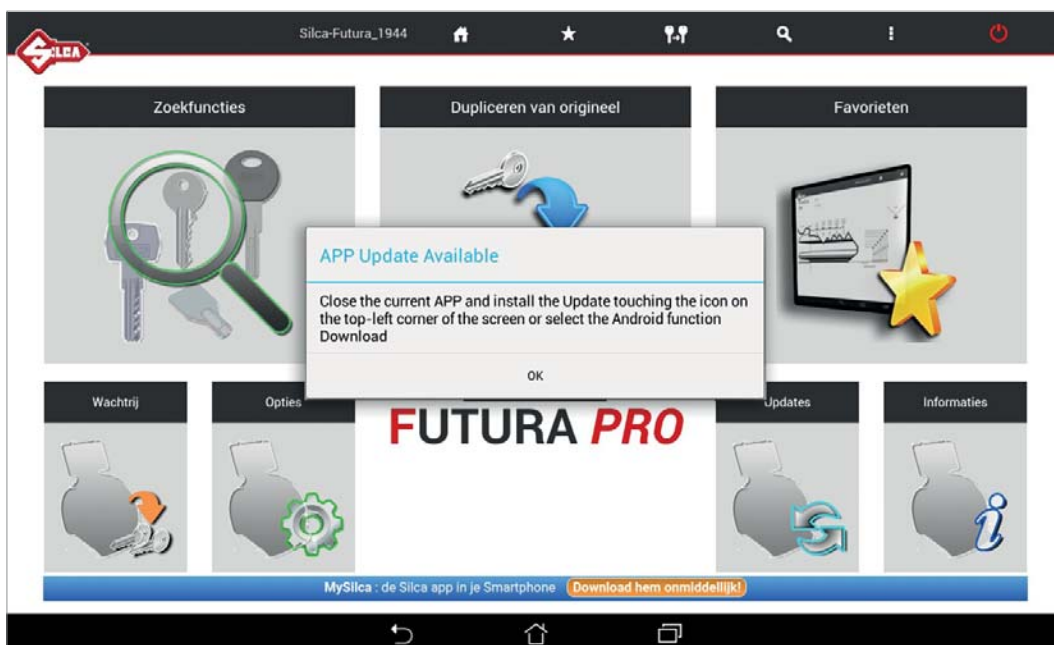 SILCA
Silca-Futura_1944
Zoekfuncties
Dupliceren van origineel
Favorieten
APP Update Available
Close the current APP and install the Update touching the icon on
the top-left corner of the screen or select the Android function
Download
OK
Wachtrij
Opties
FUTURA PRO
Updates
Informaties
MySilca : de Silca app in je Smartphone Download hem onmiddellijk!